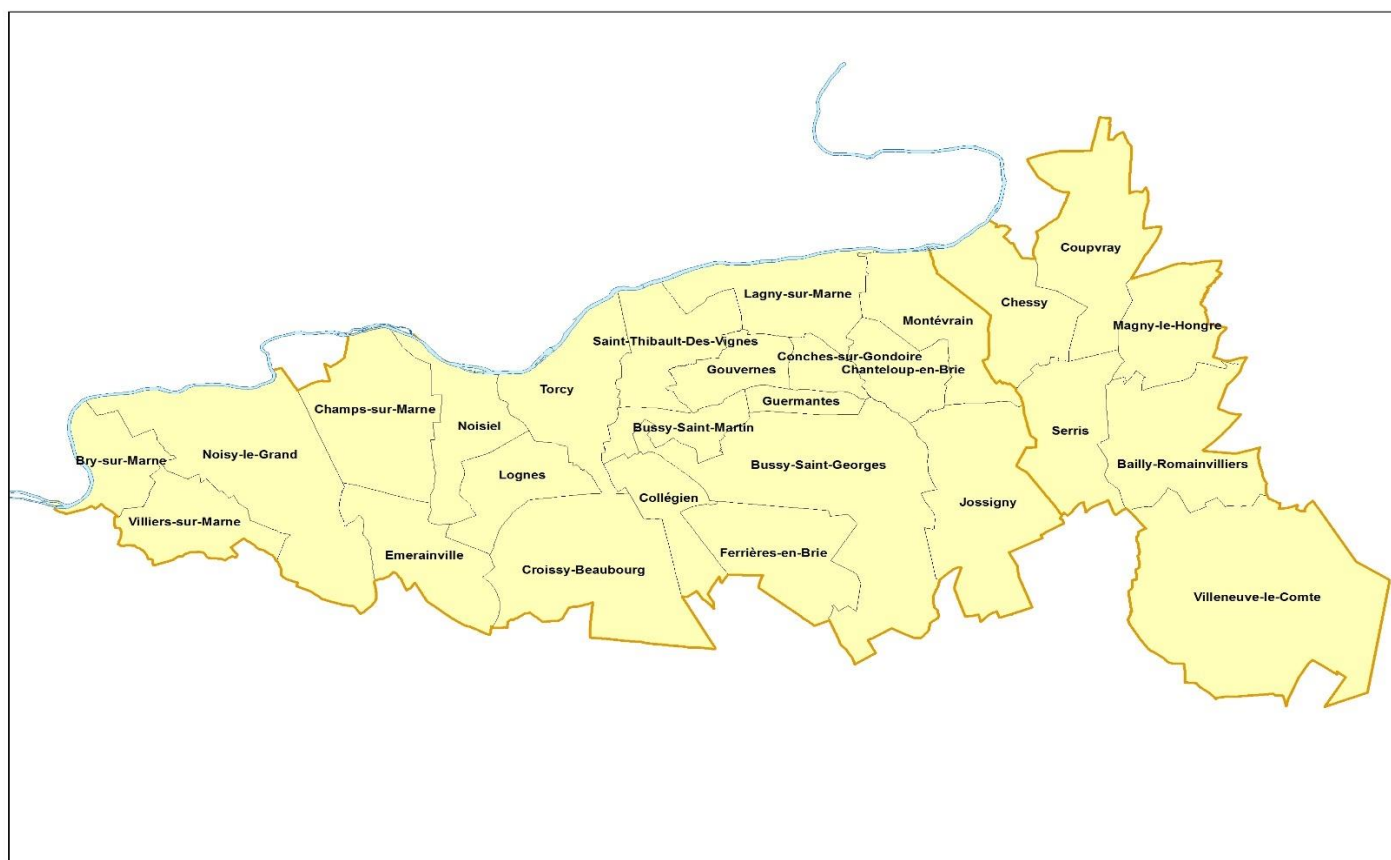 Coupvray
Lagny-sur-Marne
Chessy
Montévrain
Magny-le-Hongre
Saint-Thibault-Des-Vignes
Conches-sur-Gondoire
Gouvernes
Chanteloup-en-Brie
Torcy
Guermantes
Champs-sur-Marne
Noisiel
Bussy-Saint-Martin
Serris
Noisy-le-Grand
Bry-sur-Marne
Bussy-Saint-Georges
Bailly-Romainvilliers
Lognes
Collégien
Jossigny
Villiers-sur-Marne
Emerainville
Ferrières-en-Brie
Croissy-Beaubourg
Villeneuve-le-Comte